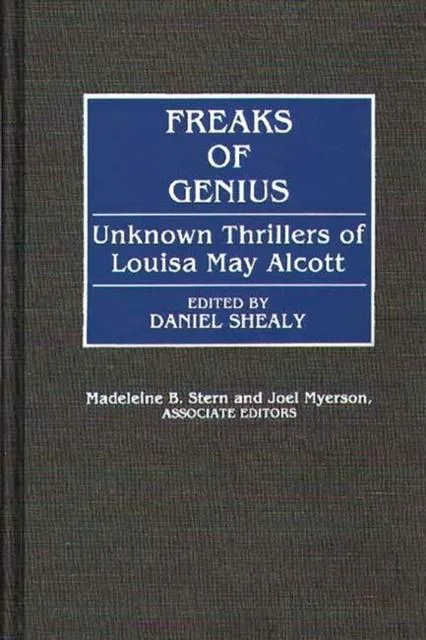 FREAKS
OF
GENIUS
Unknown Thrillers of
Louisa May Alcott
EDITED BY
DANIEL SHEALY
Madeleine B. Stern and Joel Myerson,
ASSOCIATE EDITORS